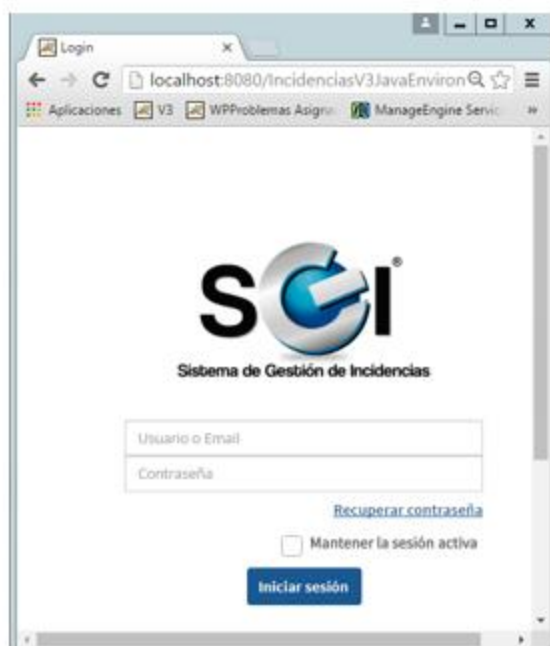 Login
localhost:8080/IncidenciasV3JavaEnviron
Aplicaciones V3 WPProblemas Asigna ManageEngine Servic
SGI®
Sistema de Gestión de Incidencias
Usuario o Email
Contraseña
Recuperar contraseña
Mantener la sesión activa
Iniciar sesión